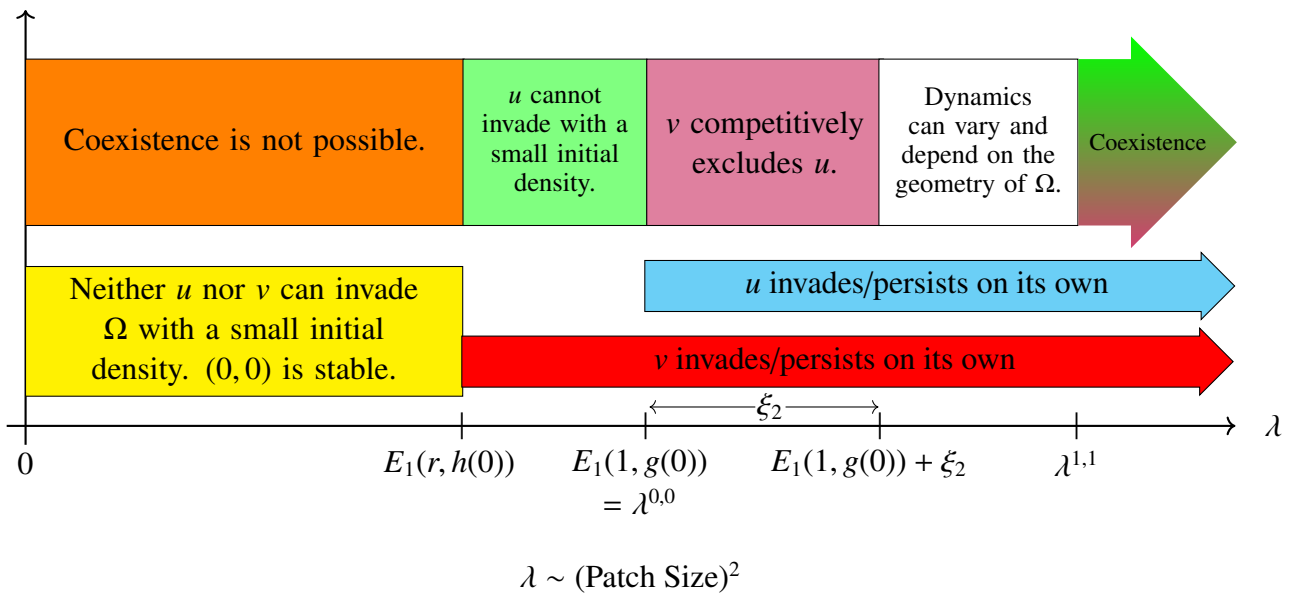 Coexistence is not possible.
u cannot
invade with a
small initial
density.
v competitively
excludes u.
Dynamics
can vary and
depend on the
geometry of Ω.
Coexistence
Neither u nor v can invade
Ω with a small initial
density. (0, 0) is stable.
u invades/persists on its own
v invades/persists on its own
ξ₂
λ
0
E₁(r, h(0))
E₁(1, g(0))
= λ⁰,⁰
E₁(1, g(0)) + ξ₂
λ¹,¹
λ ∼ (Patch Size)²